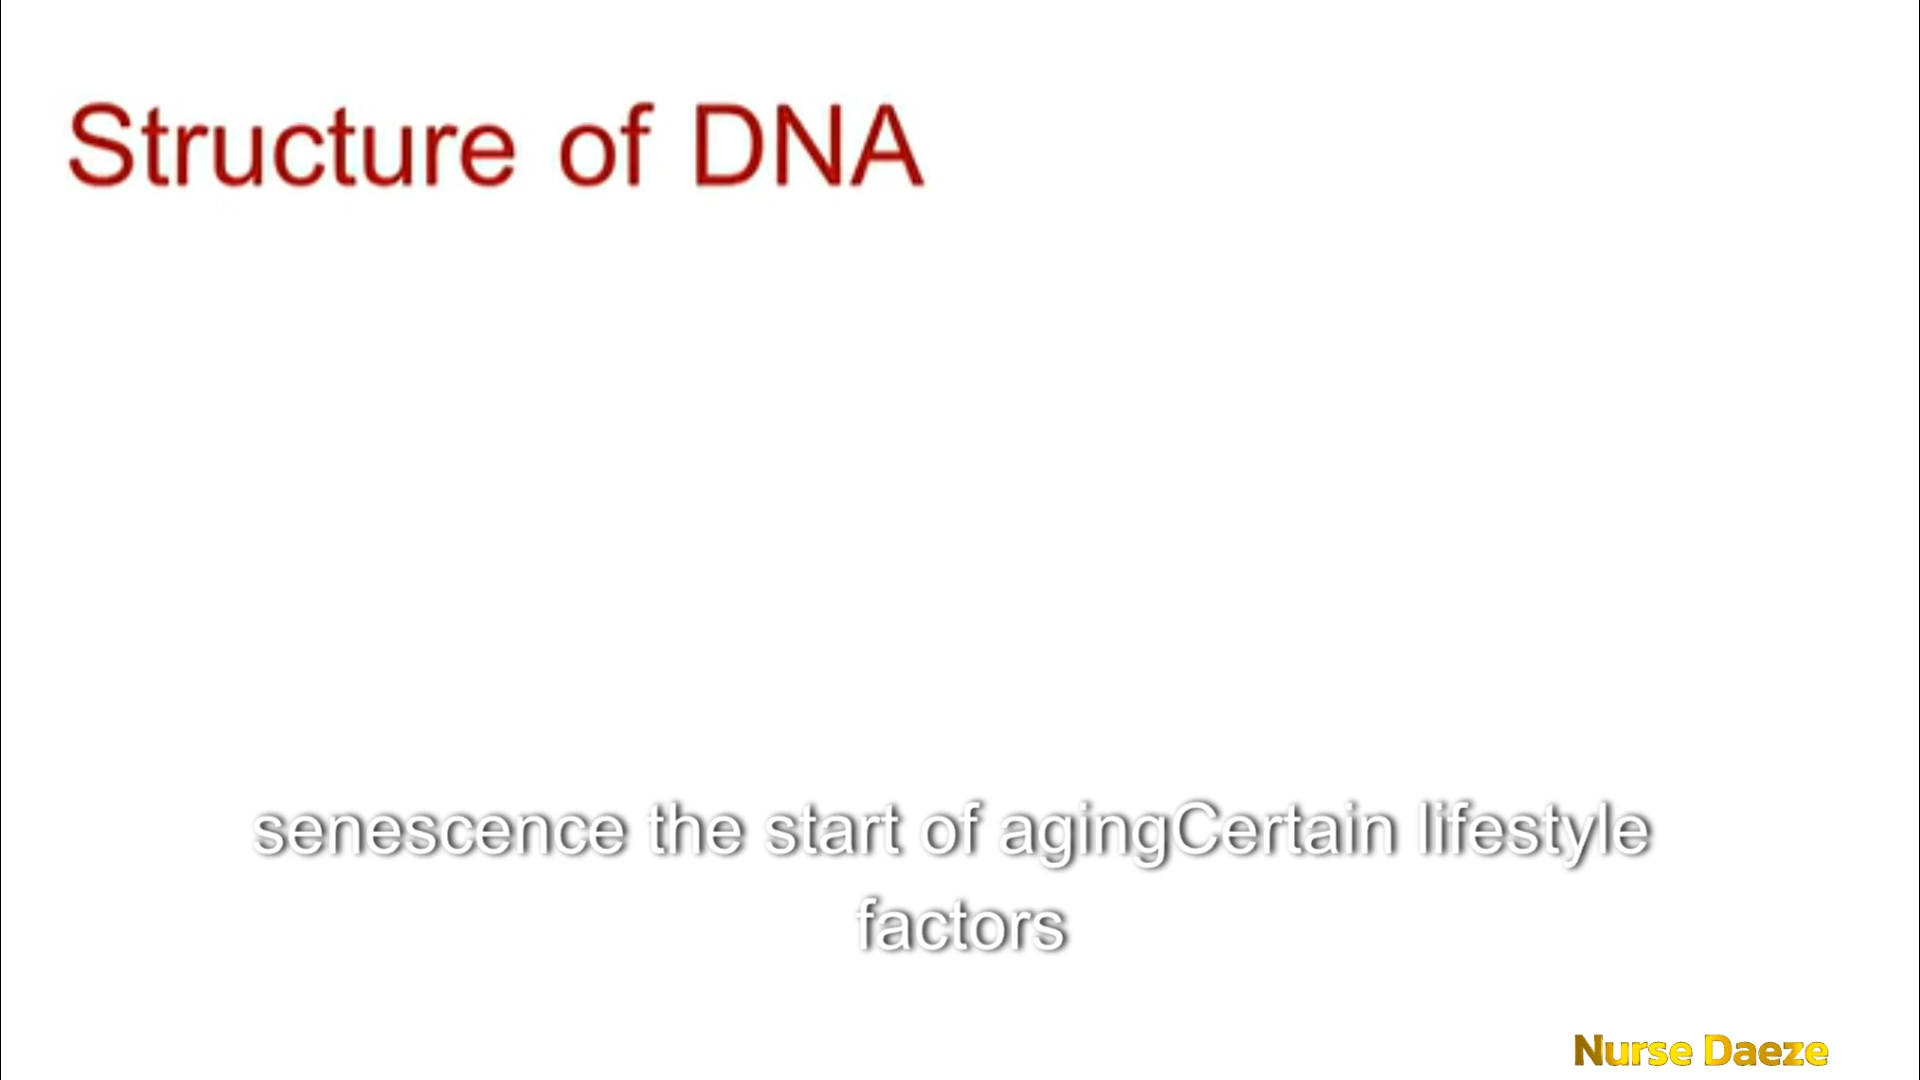 Structure of DNA
senescence the start of agingCertain lifestyle
factors
Nurse Daeze